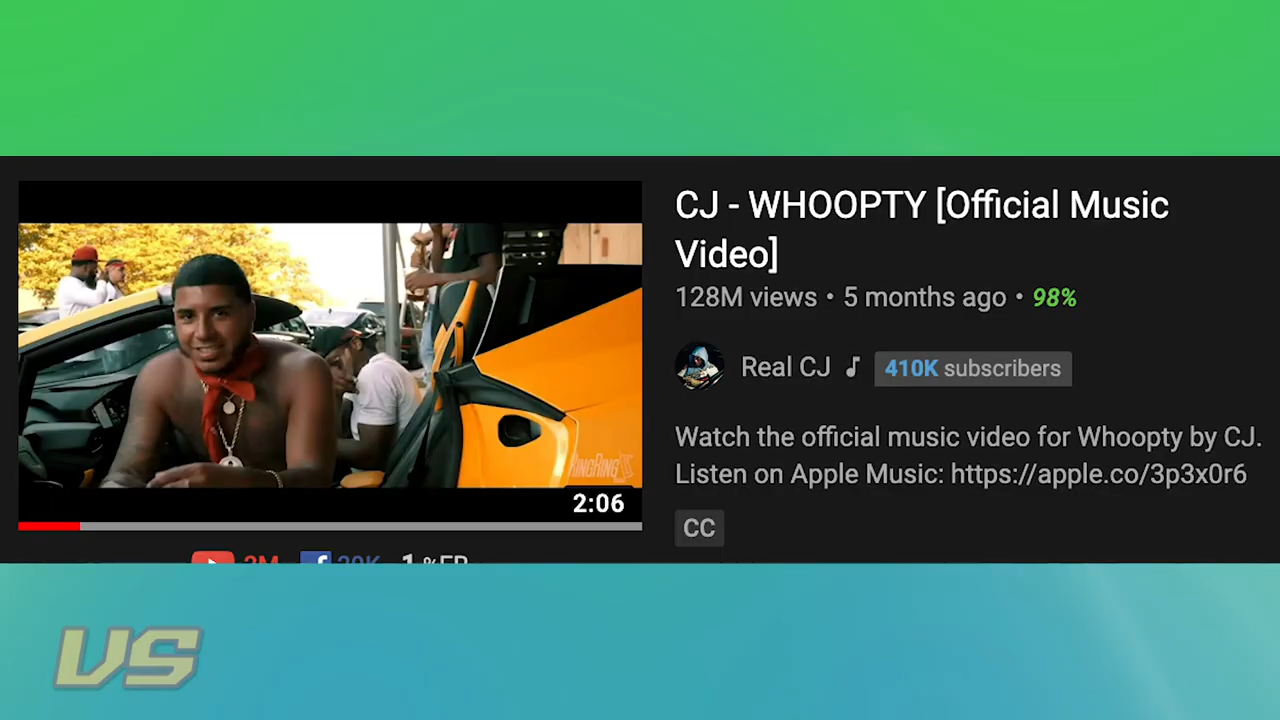 CJ - WHOOPTY [Official Music
Video]
128M views • 5 months ago • 98%
Real CJ ♪ 410K subscribers
Watch the official music video for Whoopty by CJ.
Listen on Apple Music: https://apple.co/3p3x0r6
CC
2:06
VS